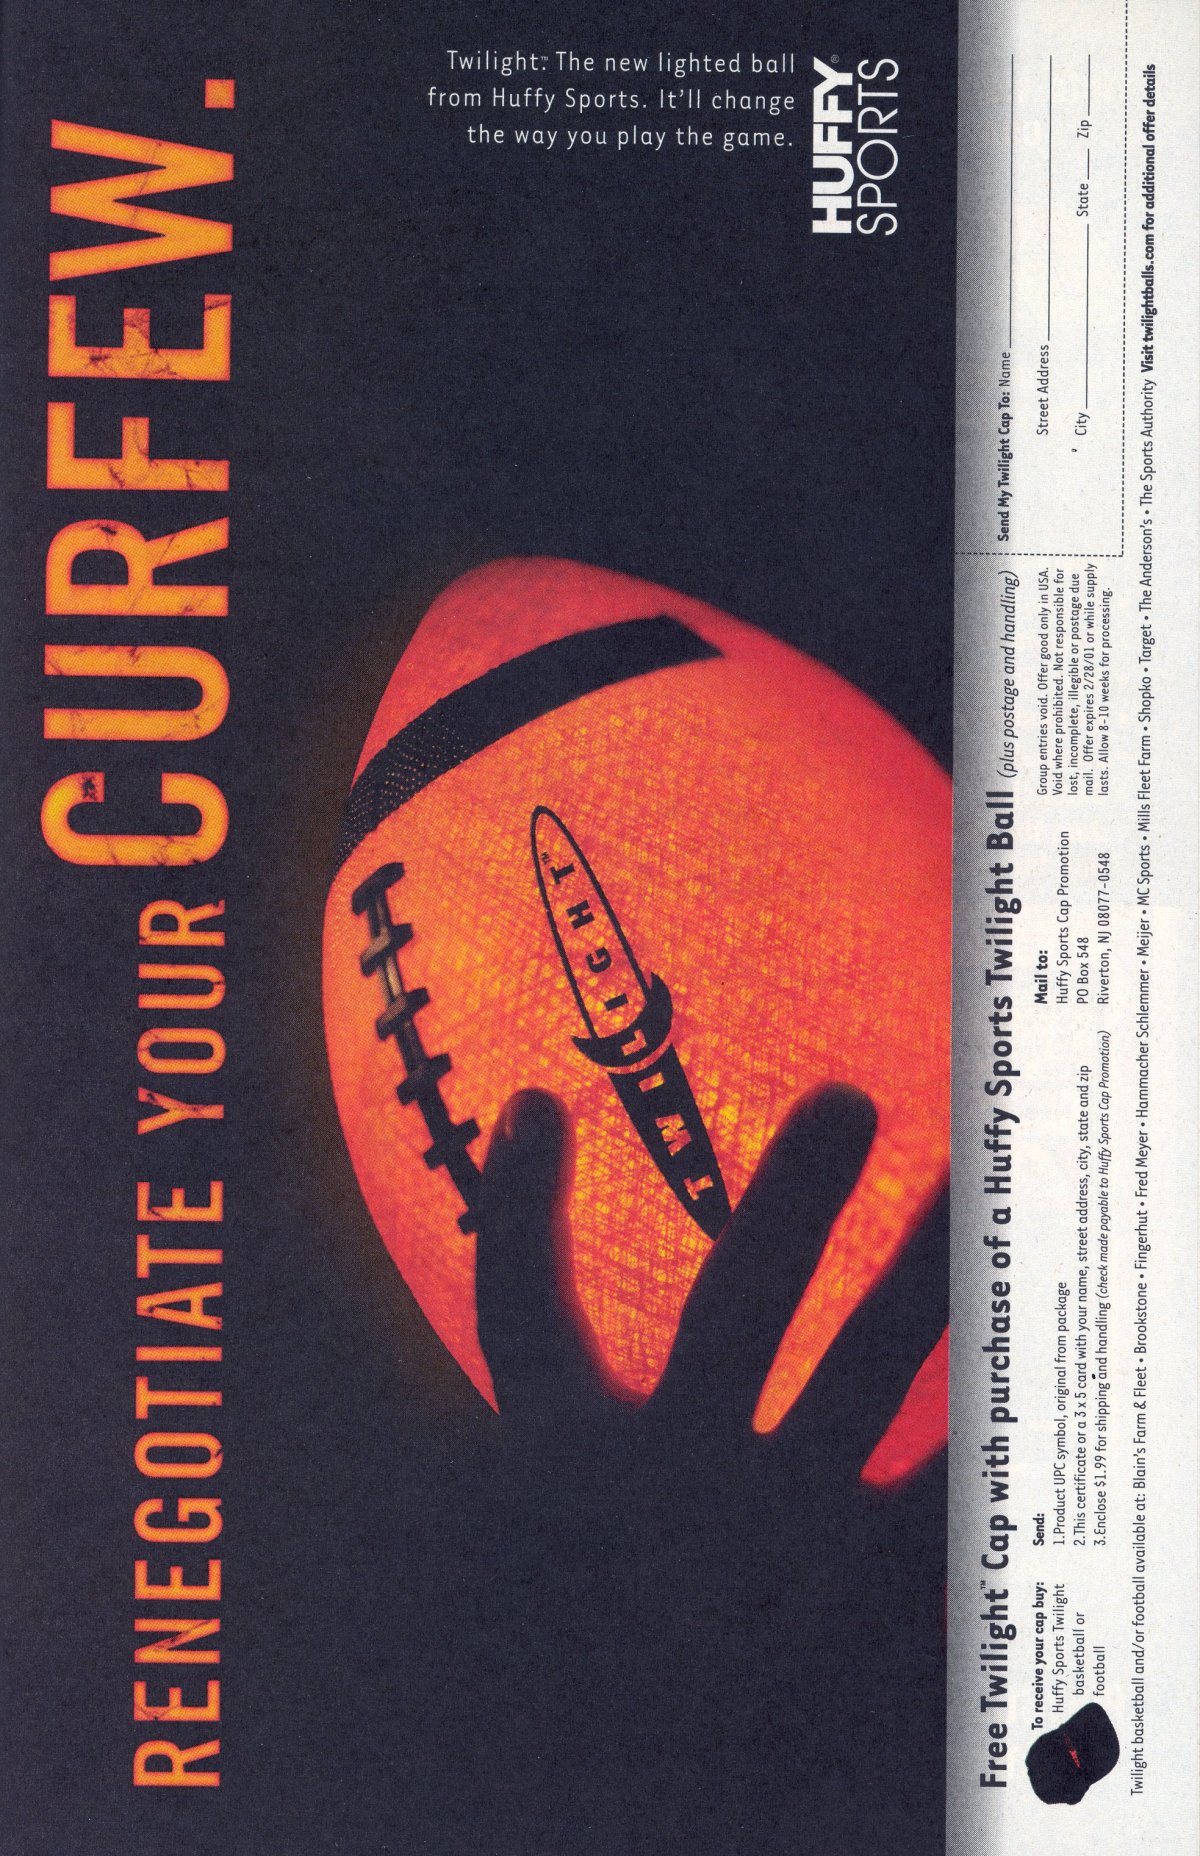 RENEGOTIATE YOUR CURFEW.
Twilight™. The new lighted ball
from Huffy Sports. It'll change
the way you play the game.
HUFFY®
SPORTS
TWILIGHT™
Free Twilight™ Cap with purchase of a Huffy Sports Twilight Ball (plus postage and handling)
To receive your cap buy:
Huffy Sports Twilight
basketball or
football
Send:
1.Product UPC symbol, original from package
2.This certificate or a 3 x 5 card with your name, street address, city, state and zip
3.Enclose $1.99 for shipping and handling (check made payable to Huffy Sports Cap Promotion)
Mail to:
Huffy Sports Cap Promotion
PO Box 548
Riverton, NJ 08077-0548
Group entries void. Offer good only in USA.
Void where prohibited. Not responsible for
lost, incomplete, illegible or postage due
mail. Offer expires 2/28/01 or while supply
lasts. Allow 8-10 weeks for processing.
Send My Twilight Cap To: Name
Street Address
City State Zip
Twilight basketball and/or football available at: Blain's Farm & Fleet • Brookstone • Fingerhut • Fred Meyer • Hammacher Schlemmer • Meijer • MC Sports • Mills Fleet Farm • Shopko • Target • The Anderson's • The Sports Authority Visit twilightballs.com for additional offer details